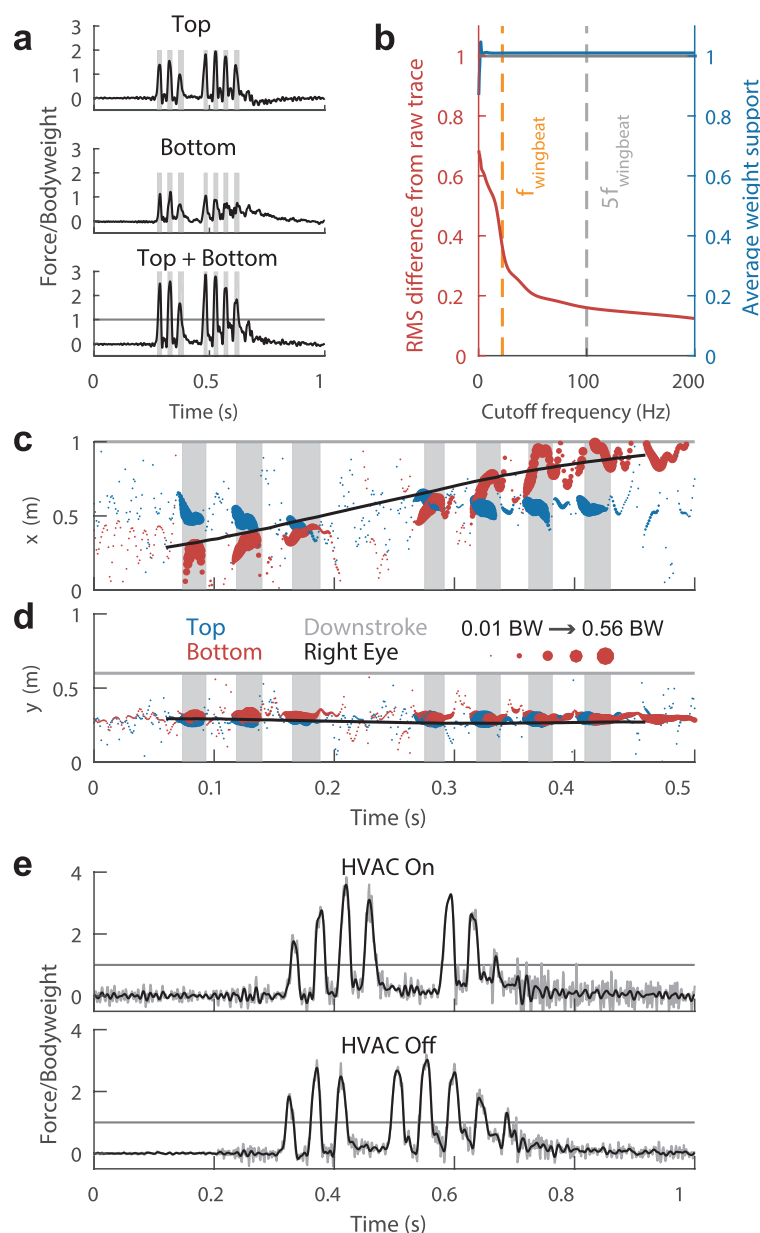 a
Top
3
2
1
0
Bottom
3
2
1
0
Top + Bottom
3
2
1
0
Force/Bodyweight
0 0.5 1
Time (s)
b
1
0.8
0.6
0.4
0.2
0
RMS difference from raw trace
f wingbeat
5f wingbeat
1
0.8
0.6
0.4
0.2
0
Average weight support
0 100 200
Cutoff frequency (Hz)
c
1
0.5
0
x (m)
d
1
0.5
0
y (m)
Top Downstroke 0.01 BW → 0.56 BW
Bottom Right Eye
0 0.1 0.2 0.3 0.4 0.5
Time (s)
e
HVAC On
4
2
0
HVAC Off
4
2
0
Force/Bodyweight
0 0.2 0.4 0.6 0.8 1
Time (s)